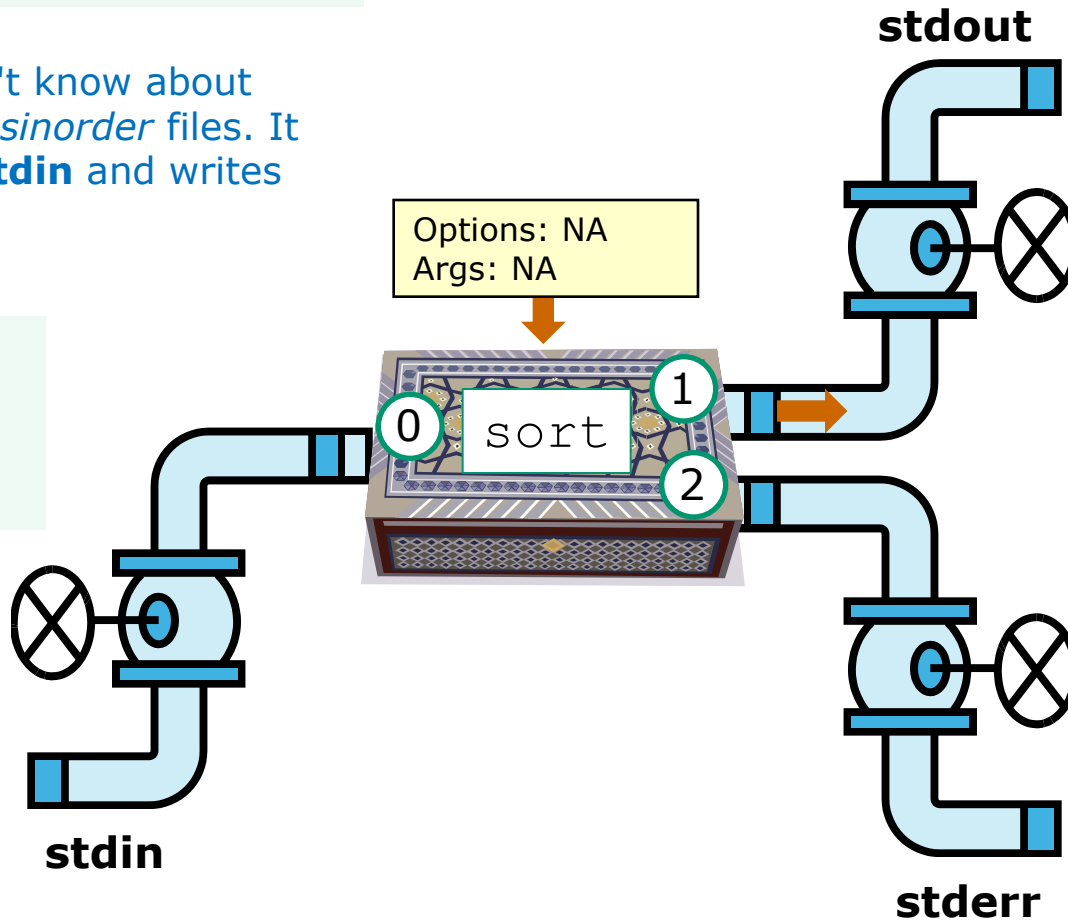 stdout
't know about
sinorder files. It
tdin and writes
Options: NA
Args: NA
0
sort
1
2
stdin
stderr